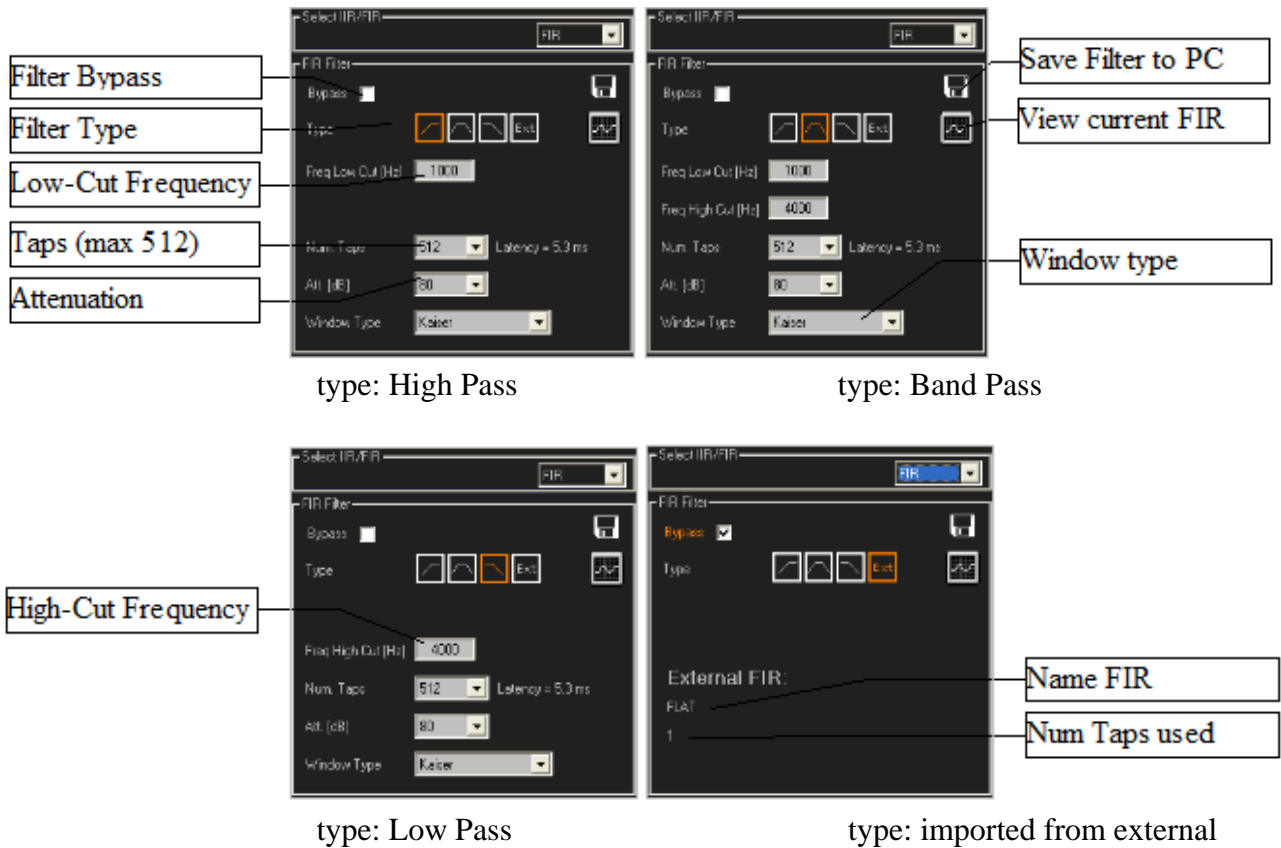 Select IIR/FIR
FIR
FIR Filter
Bypass
Type
Ext
Freq Low Cut [Hz]
1000
Num. Taps
512
Latency = 5.3 ms
Att. [dB]
80
Window Type
Kaiser
Filter Bypass
Filter Type
Low-Cut Frequency
Taps (max 512)
Attenuation
type: High Pass
Select IIR/FIR
FIR
FIR Filter
Bypass
Type
Ext
Freq Low Cut [Hz]
1000
Freq High Cut [Hz]
4000
Num. Taps
512
Latency = 5.3 ms
Att. [dB]
80
Window Type
Kaiser
Save Filter to PC
View current FIR
Window type
type: Band Pass
Select IIR/FIR
FIR
FIR Filter
Bypass
Type
Ext
Freq High Cut [Hz]
4000
Num. Taps
512
Latency = 5.3 ms
Att. [dB]
80
Window Type
Kaiser
High-Cut Frequency
type: Low Pass
Select IIR/FIR
FIR
FIR Filter
Bypass
Type
Ext
External FIR:
FLAT
1
Name FIR
Num Taps used
type: imported from external